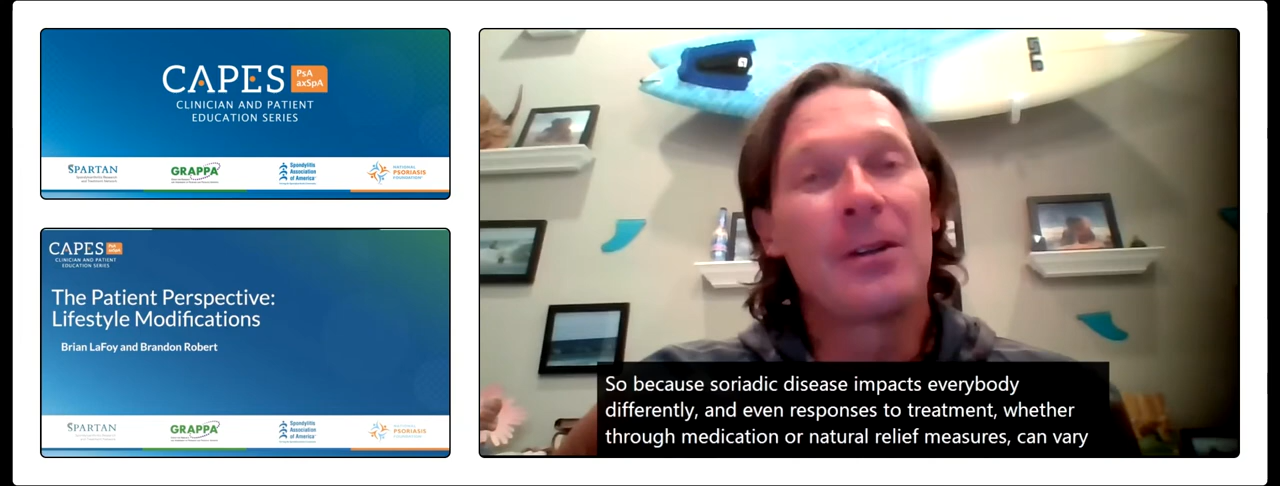 CAPES
PsA
axSpA
CLINICIAN AND PATIENT
EDUCATION SERIES
SPARTAN
GRAPPA
Spondylitis
Association
of America
NATIONAL
PSORIASIS
FOUNDATION
CAPES
CLINICIAN AND PATIENT
EDUCATION SERIES
The Patient Perspective:
Lifestyle Modifications
Brian LaFoy and Brandon Robert
SPARTAN
GRAPPA
Spondylitis
Association
of America
NATIONAL
PSORIASIS
FOUNDATION
So because soriadic disease impacts everybody
differently, and even responses to treatment, whether
through medication or natural relief measures, can vary